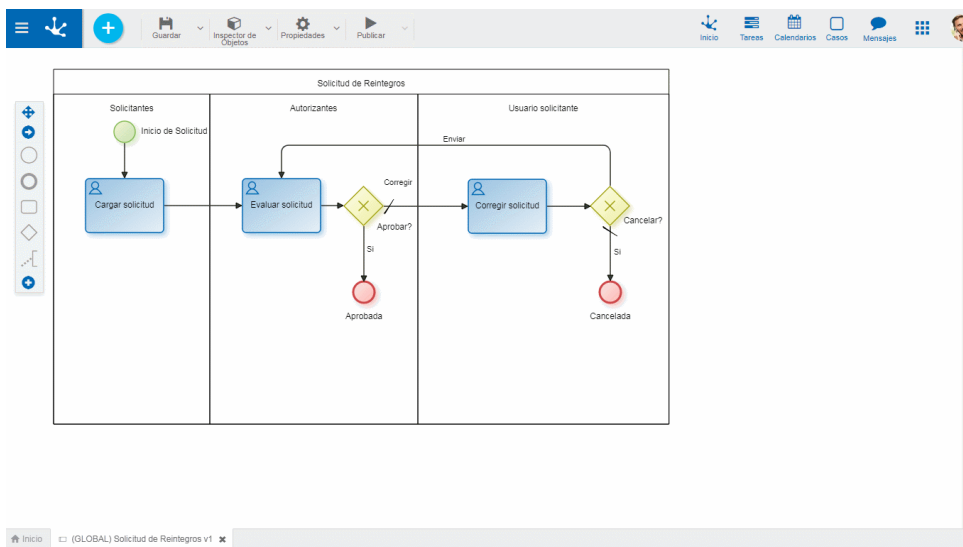 Guardar
Inspector de
Objetos
Propiedades
Publicar
Inicio
Tareas
Calendarios
Casos
Mensajes
Solicitud de Reintegros
Solicitantes
Autorizantes
Usuario solicitante
Inicio de Solicitud
Enviar
Corregir
Cargar solicitud
Evaluar solicitud
Corregir solicitud
Aprobar?
Cancelar?
Si
Si
Aprobada
Cancelada
Inicio
(GLOBAL) Solicitud de Reintegros v1